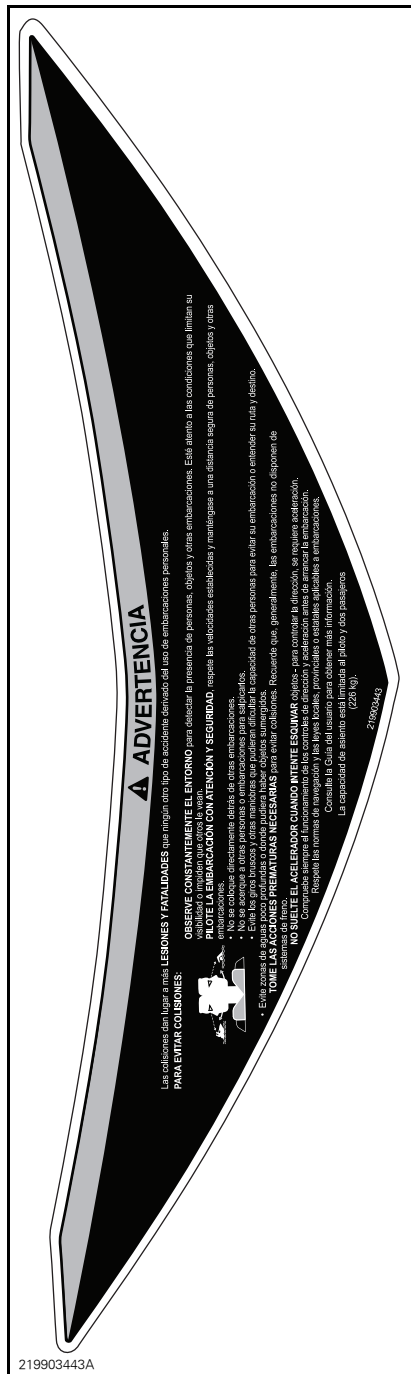 ADVERTENCIA
Las colisiones dan lugar a más LESIONES Y FATALIDADES que ningún otro tipo de accidente derivado del uso de embarcaciones personales.
PARA EVITAR COLISIONES:
OBSERVE CONSTANTEMENTE EL ENTORNO para detectar la presencia de personas, objetos y otras embarcaciones. Esté atento a las condiciones que limitan su
visibilidad o impiden que otros le vean.
PILOTE LA EMBARCACIÓN CON ATENCIÓN Y SEGURIDAD, respete las velocidades establecidas y manténgase a una distancia segura de personas, objetos y otras
embarcaciones.
• No se coloque directamente detrás de otras embarcaciones.
• No se acerque a otras personas o embarcaciones para salpicarlos.
• Evite los giros bruscos y otras maniobras que pudieran dificultar la capacidad de otras personas para evitar su embarcación o entender su ruta y destino.
• Evite zonas de aguas poco profundas o donde pudiera haber objetos sumergidos.
TOME LAS ACCIONES PREMATURAS NECESARIAS para evitar colisiones. Recuerde que, generalmente, las embarcaciones no disponen de
sistemas de freno.
NO SUELTE EL ACELERADOR CUANDO INTENTE ESQUIVAR objetos - para controlar la dirección, se requiere aceleración.
Compruebe siempre el funcionamiento de los controles de dirección y aceleración antes de arrancar la embarcación.
Respete las normas de navegación y las leyes locales, provinciales o estatales aplicables a embarcaciones.
Consulte la Guía del usuario para obtener más información.
La capacidad de asiento está limitada al piloto y dos pasajeros
(226 kg).
219903443
219903443A